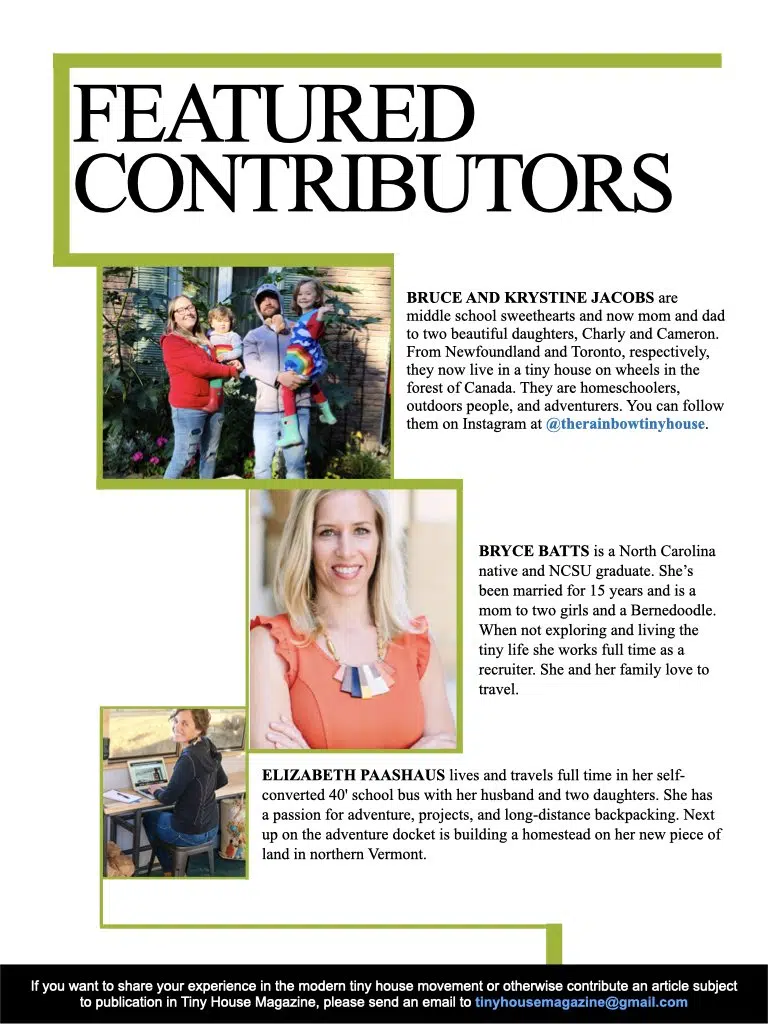 FEATURED
CONTRIBUTORS
BRUCE AND KRYSTINE JACOBS are
middle school sweethearts and now mom and dad
to two beautiful daughters, Charly and Cameron.
From Newfoundland and Toronto, respectively,
they now live in a tiny house on wheels in the
forest of Canada. They are homeschoolers,
outdoors people, and adventurers. You can follow
them on Instagram at @therainbowtinyhouse.
BRYCE BATTS is a North Carolina
native and NCSU graduate. She’s
been married for 15 years and is a
mom to two girls and a Bernedoodle.
When not exploring and living the
tiny life she works full time as a
recruiter. She and her family love to
travel.
ELIZABETH PAASHAUS lives and travels full time in her self-
converted 40' school bus with her husband and two daughters. She has
a passion for adventure, projects, and long-distance backpacking. Next
up on the adventure docket is building a homestead on her new piece of
land in northern Vermont.
If you want to share your experience in the modern tiny house movement or otherwise contribute an article subject
to publication in Tiny House Magazine, please send an email to tinyhousemagazine@gmail.com